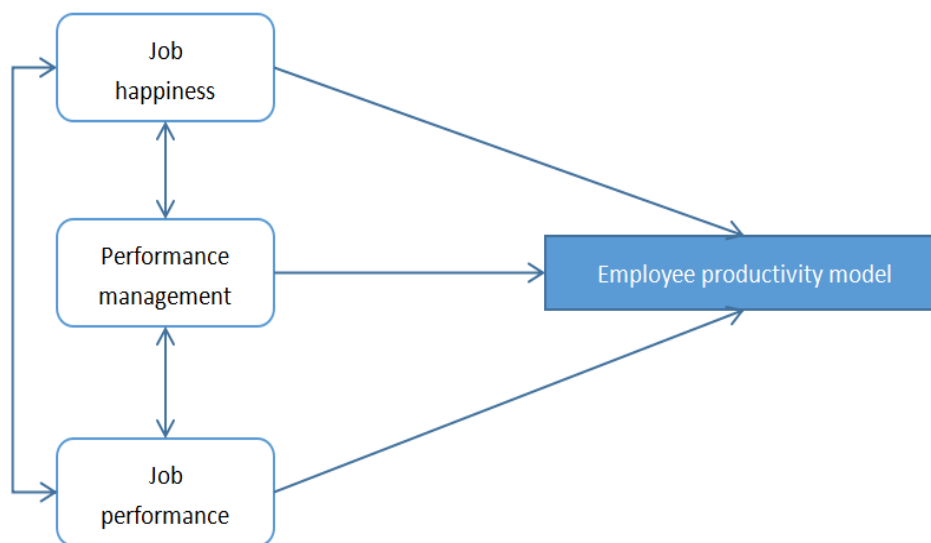 Job
happiness
Performance
management
Employee productivity model
Job
performance